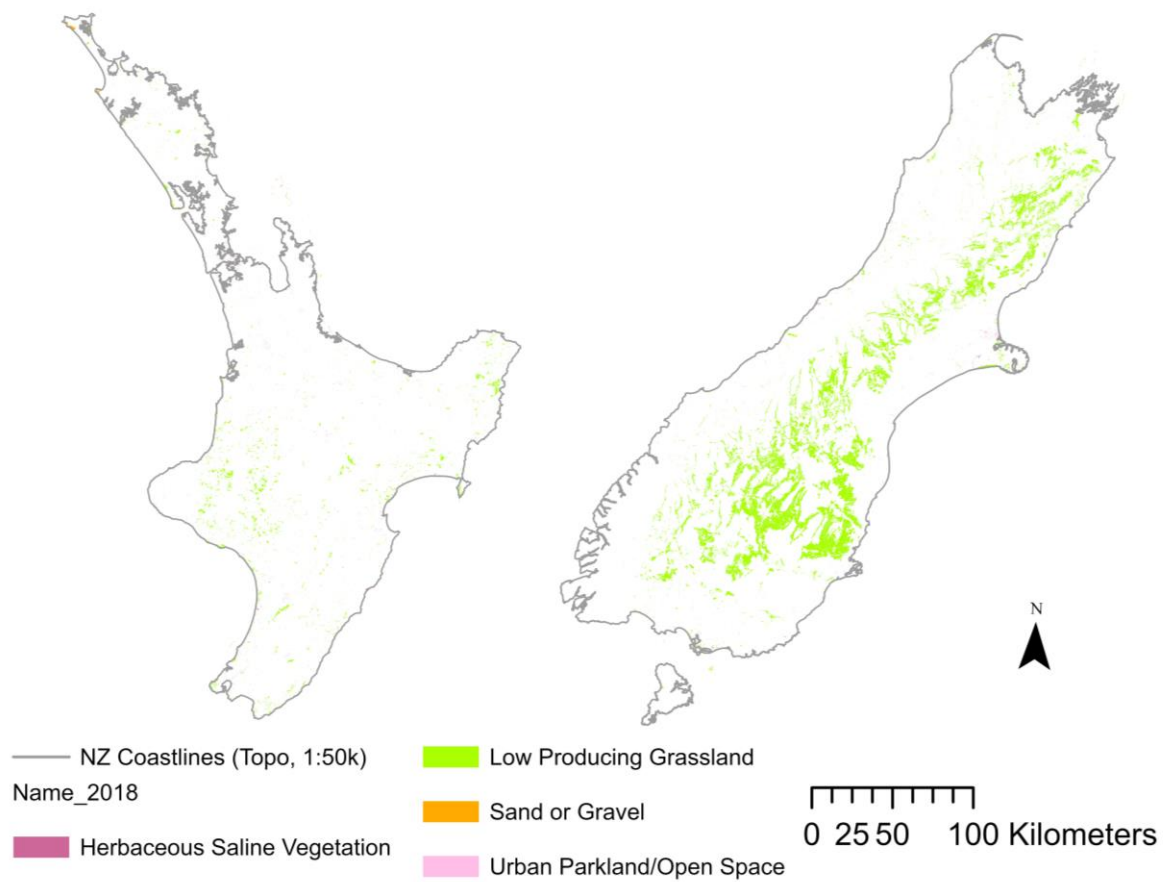 N
NZ Coastlines (Topo, 1:50k)
Name_2018
Herbaceous Saline Vegetation
Low Producing Grassland
Sand or Gravel
Urban Parkland/Open Space
0 25 50 100 Kilometers